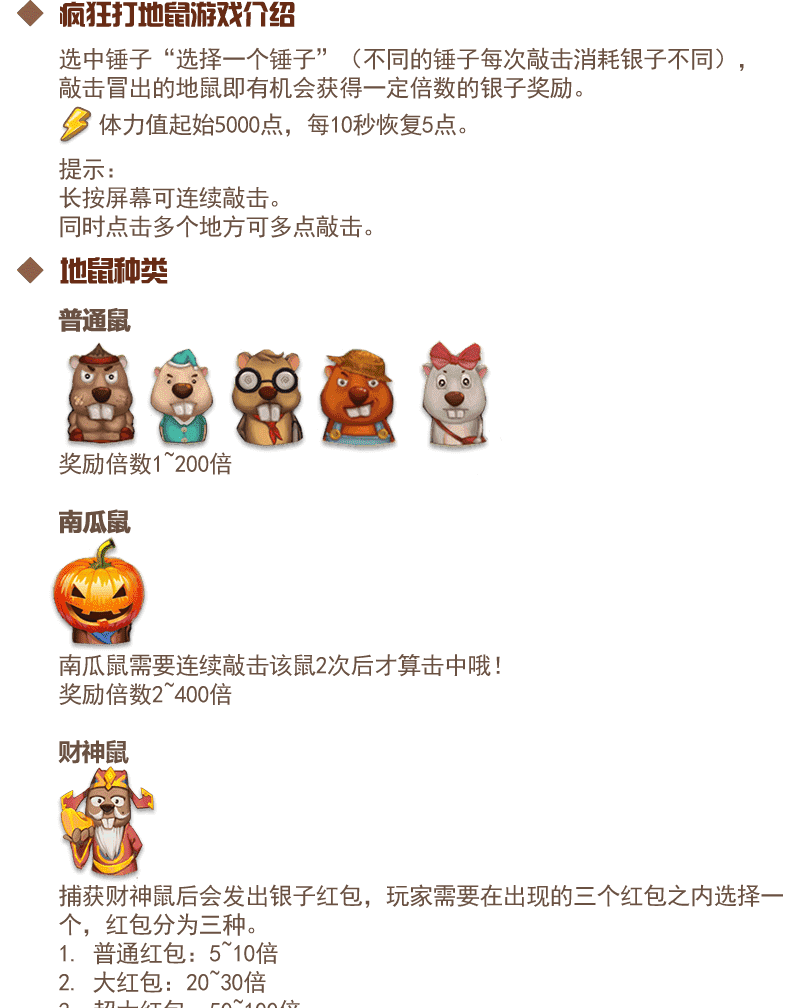 疯狂打地鼠游戏介绍
选中锤子“选择一个锤子”（不同的锤子每次敲击消耗银子不同），
敲击冒出的地鼠即有机会获得一定倍数的银子奖励。
体力值起始5000点，每10秒恢复5点。
提示：
长按屏幕可连续敲击。
同时点击多个地方可多点敲击。
地鼠种类
普通鼠
奖励倍数1~200倍
南瓜鼠
南瓜鼠需要连续敲击该鼠2次后才算击中哦！
奖励倍数2~400倍
财神鼠
捕获财神鼠后会发出银子红包，玩家需要在出现的三个红包之内选择一
个，红包分为三种。
1. 普通红包：5~10倍
2. 大红包：20~30倍